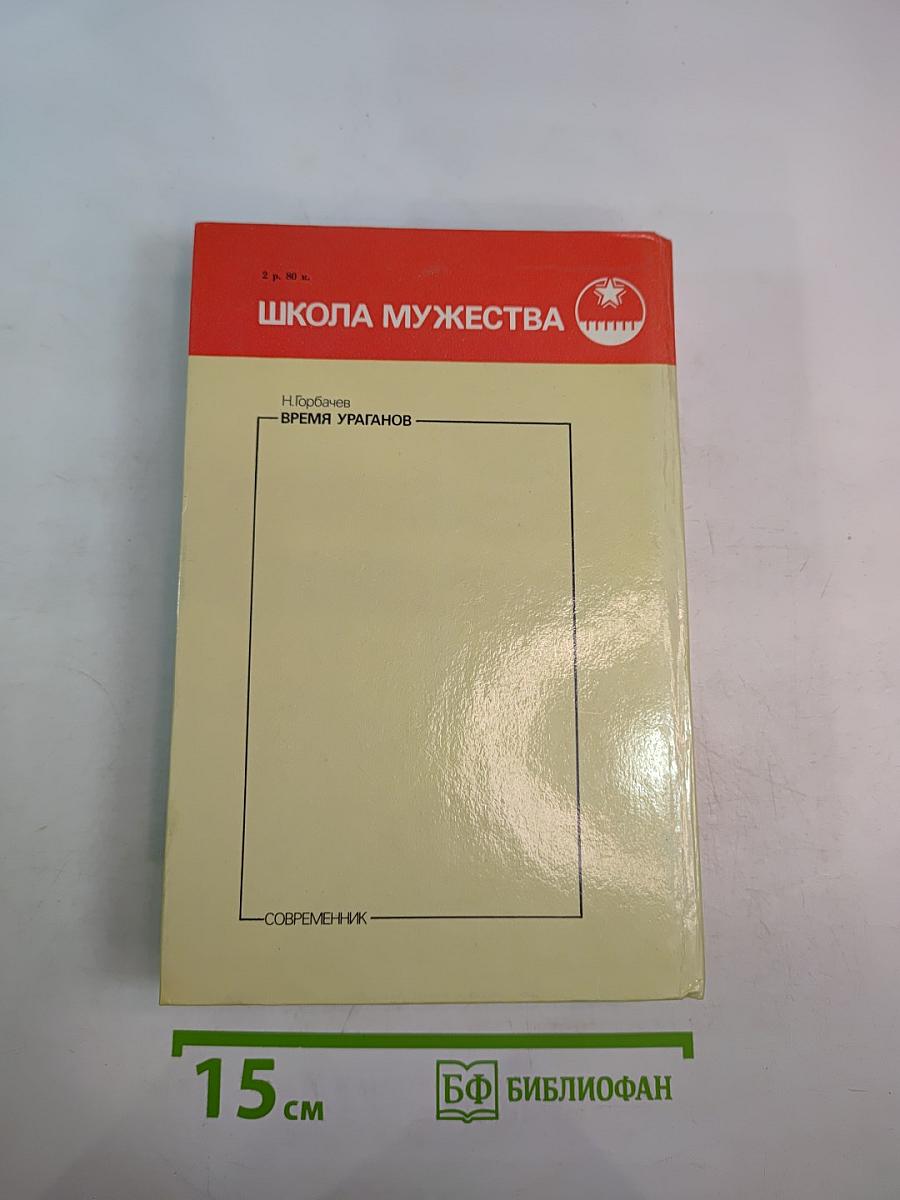 2 р. 80 к.
ШКОЛА МУЖЕСТВА
Н.Горбачев
ВРЕМЯ УРАГАНОВ
СОВРЕМЕННИК
15 см
БФ БИБЛИОФАН